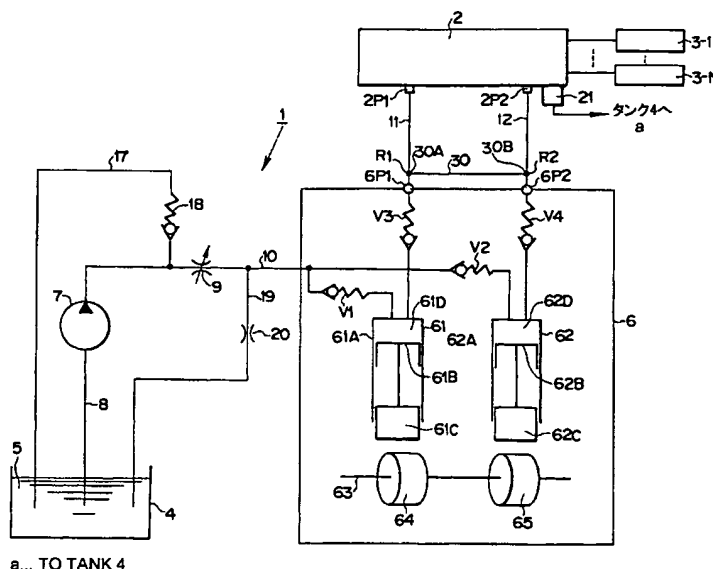 2
3-1
3-N
2P1
2P2
21
11
12
タンク4へ
a
1
17
R1
30A
30
30B
R2
6P1
6P2
18
V3
V4
10
V2
7
9
19
V1
61D
61
62D
62
6
20
61A
62A
61B
62B
8
61C
62C
5
63
64
65
4
a... TO TANK 4